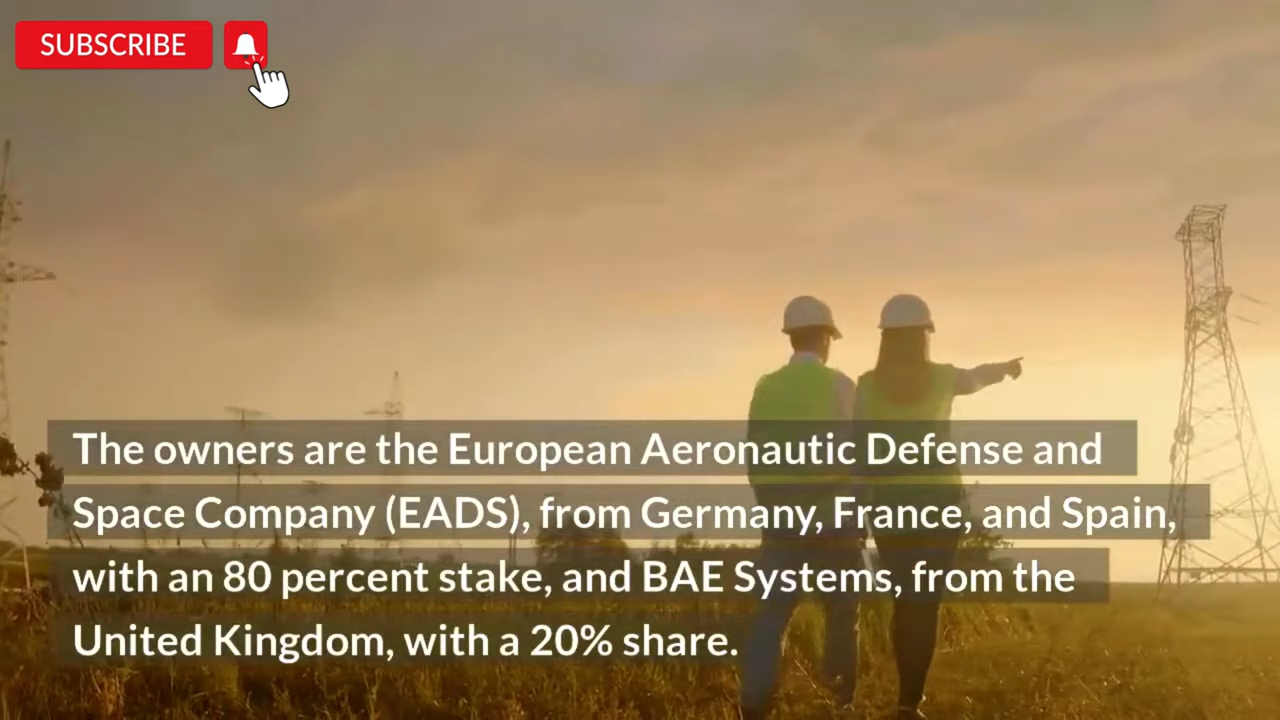 SUBSCRIBE
The owners are the European Aeronautic Defense and
Space Company (EADS), from Germany, France, and Spain,
with an 80 percent stake, and BAE Systems, from the
United Kingdom, with a 20% share.